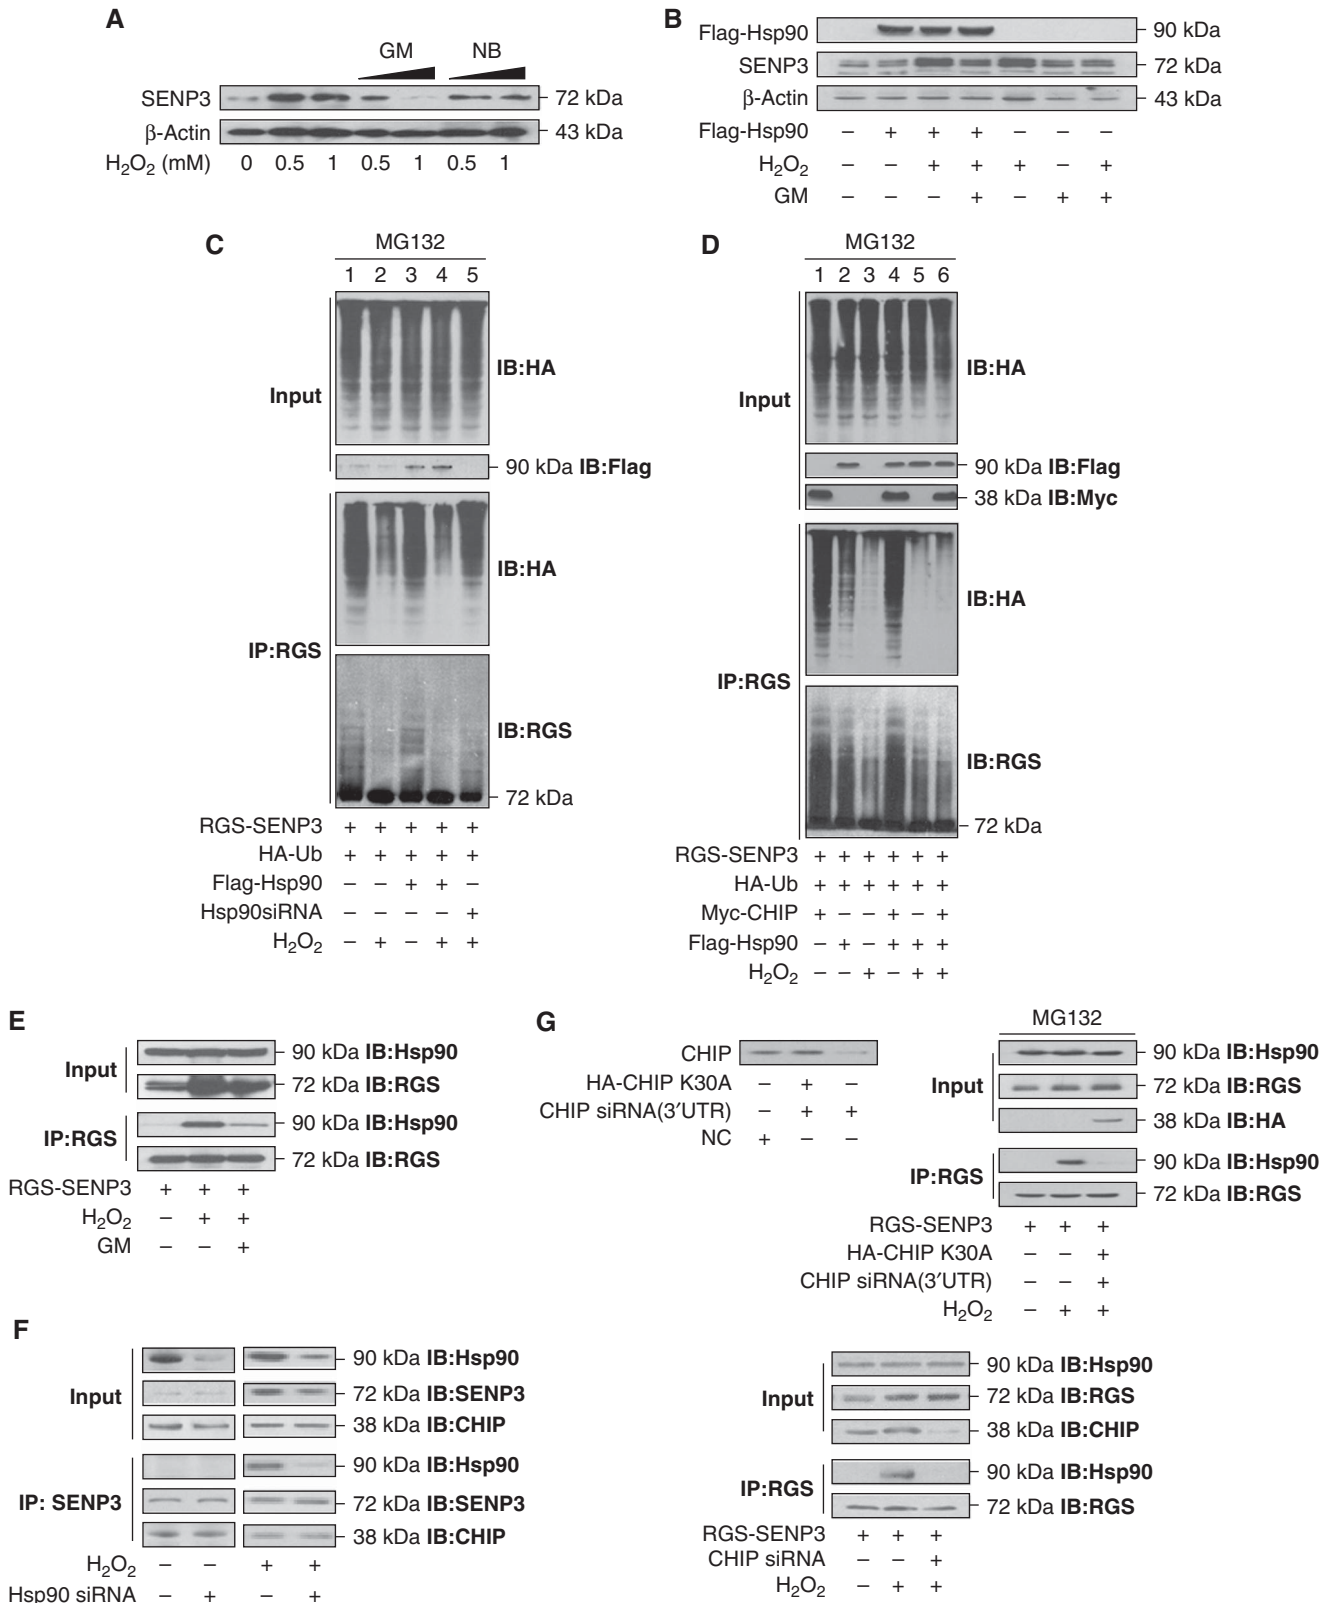 A
GM NB
SENP3 72 kDa
β-Actin 43 kDa
H2O2 (mM) 0 0.5 1 0.5 1 0.5 1
B
Flag-Hsp90 90 kDa
SENP3 72 kDa
β-Actin 43 kDa
Flag-Hsp90 – + + + – – –
H2O2 – – + + + – +
GM – – – + – + +
C
MG132
1 2 3 4 5
Input
IB:HA
90 kDa IB:Flag
IP:RGS
IB:HA
IB:RGS
72 kDa
RGS-SENP3 + + + + +
HA-Ub + + + + +
Flag-Hsp90 – – + + –
Hsp90siRNA – – – – +
H2O2 – + – + +
D
MG132
1 2 3 4 5 6
Input
IB:HA
90 kDa IB:Flag
38 kDa IB:Myc
IP:RGS
IB:HA
IB:RGS
72 kDa
RGS-SENP3 + + + + + +
HA-Ub + + + + + +
Myc-CHIP + – – + – +
Flag-Hsp90 – + – + + +
H2O2 – – + – + +
E
Input
90 kDa IB:Hsp90
72 kDa IB:RGS
IP:RGS
90 kDa IB:Hsp90
72 kDa IB:RGS
RGS-SENP3 + + +
H2O2 – + +
GM – – +
F
Input
90 kDa IB:Hsp90
72 kDa IB:SENP3
38 kDa IB:CHIP
IP: SENP3
90 kDa IB:Hsp90
72 kDa IB:SENP3
38 kDa IB:CHIP
H2O2 – – + +
Hsp90 siRNA – + – +
G
CHIP
HA-CHIP K30A – + –
CHIP siRNA(3′UTR) – + +
NC + – –
MG132
Input
90 kDa IB:Hsp90
72 kDa IB:RGS
38 kDa IB:HA
IP:RGS
90 kDa IB:Hsp90
72 kDa IB:RGS
RGS-SENP3 + + +
HA-CHIP K30A – – +
CHIP siRNA(3′UTR) – – +
H2O2 – + +
Input
90 kDa IB:Hsp90
72 kDa IB:RGS
38 kDa IB:CHIP
IP:RGS
90 kDa IB:Hsp90
72 kDa IB:RGS
RGS-SENP3 + + +
CHIP siRNA – – +
H2O2 – + +